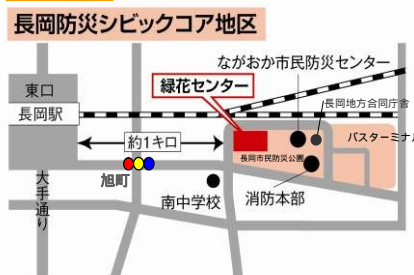 長岡防災シビックコア地区
ながおか市民防災センター
東口
緑花センター
長岡地方合同庁舎
長岡駅
バスターミナル
約1キロ
長岡市民防災公園
旭町
大手通り
南中学校
消防本部